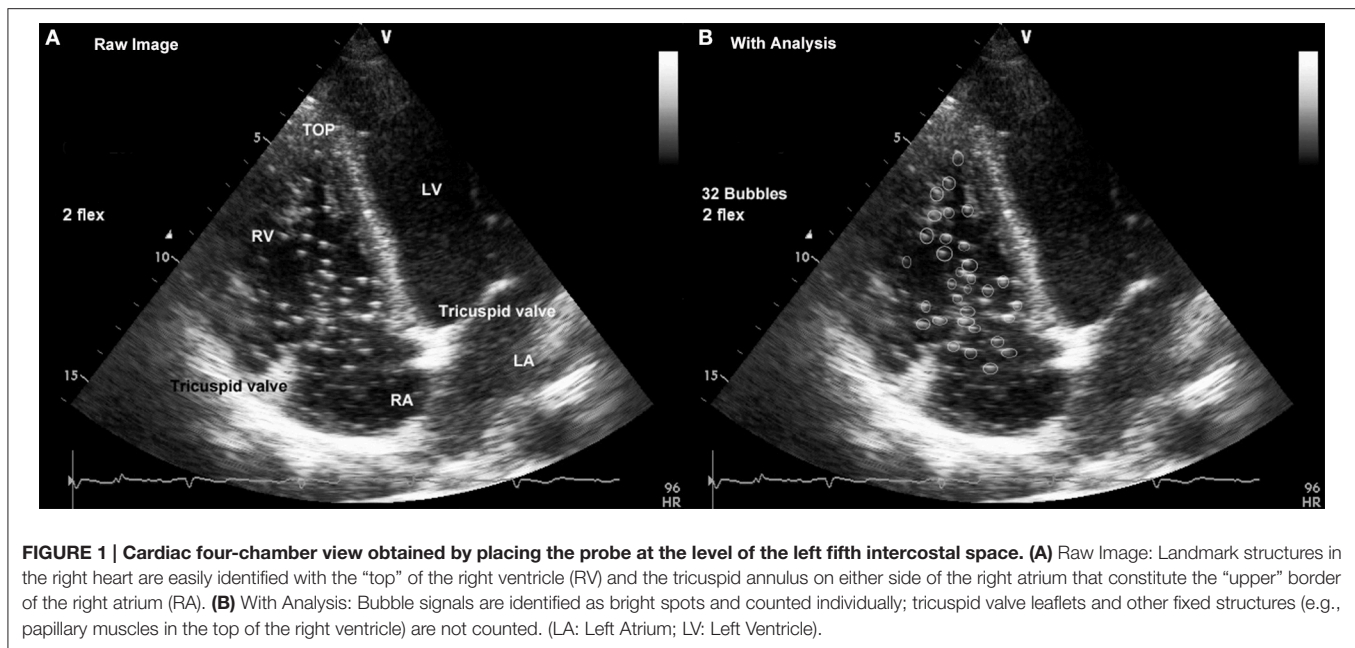 A
Raw Image
V
TOP
5
LV
2 flex
RV
10
Tricuspid valve
LA
15
Tricuspid valve
RA
96
HR
B
With Analysis
V
5
32 Bubbles
2 flex
10
15
96
HR
FIGURE 1 | Cardiac four-chamber view obtained by placing the probe at the level of the left fifth intercostal space. (A) Raw Image: Landmark structures in
the right heart are easily identified with the “top” of the right ventricle (RV) and the tricuspid annulus on either side of the right atrium that constitute the “upper” border
of the right atrium (RA). (B) With Analysis: Bubble signals are identified as bright spots and counted individually; tricuspid valve leaflets and other fixed structures (e.g.,
papillary muscles in the top of the right ventricle) are not counted. (LA: Left Atrium; LV: Left Ventricle).